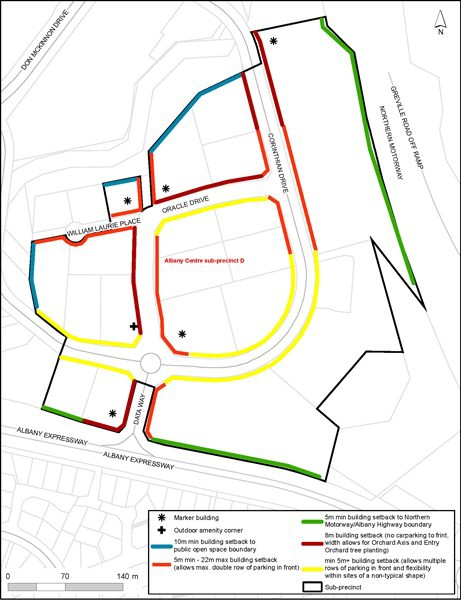 N
DON MCKINNON DRIVE
GREVILLE ROAD OFF RAMP
NORTHERN MOTORWAY
CORINTHIAN DRIVE
ORACLE DRIVE
WILLIAM LAURIE PLACE
Albany Centre sub-precinct D
DATA WAY
ALBANY EXPRESSWAY
ALBANY EXPRESSWAY
Marker building
Outdoor amenity corner
10m min building setback to
public open space boundary
5m min - 22m max building setback
(allows max. double row of parking in front)
5m min building setback to Northern
Motorway/Albany Highway boundary
8m building setback (no carparking to frint,
width allows for Orchard Axis and Entry
Orchard tree planting)
min 5m+ building setback (allows multiple
rows of parking in front and flexibility
within sites of a non-typical shape)
Sub-precinct
0 70 140 m